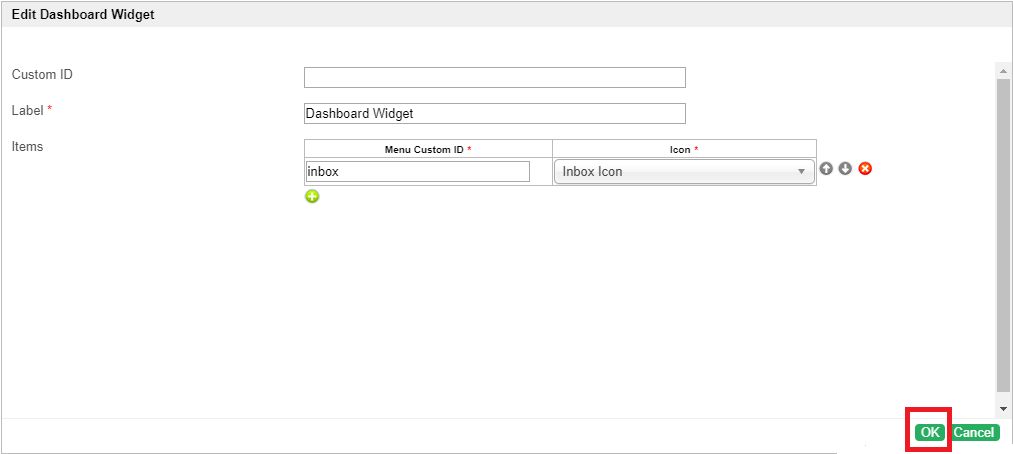 Edit Dashboard Widget
Custom ID
Label *
Dashboard Widget
Items
Menu Custom ID *
Icon *
inbox
Inbox Icon
OK
Cancel